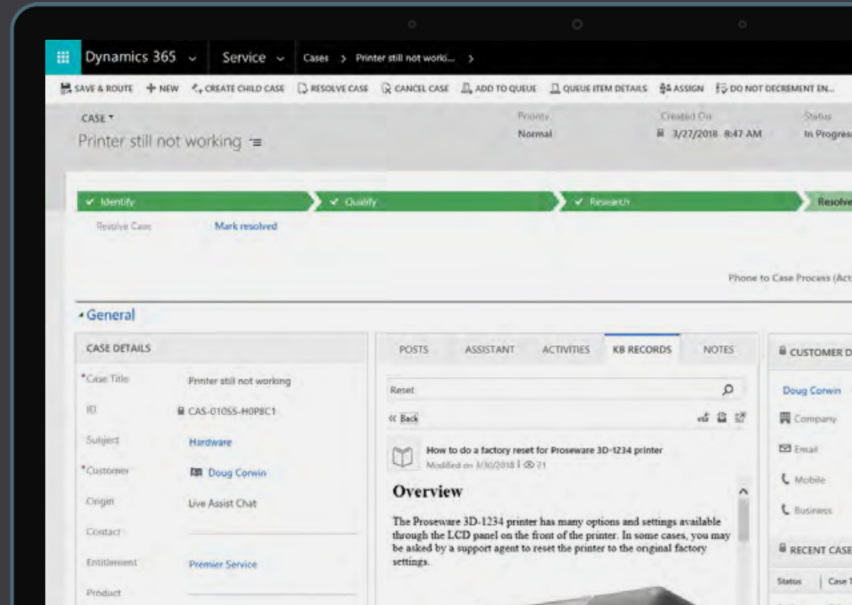 Dynamics 365 Service Cases > Printer still not worki... >
SAVE & ROUTE + NEW CREATE CHILD CASE RESOLVE CASE CANCEL CASE ADD TO QUEUE QUEUE ITEM DETAILS ASSIGN DO NOT DECREMENT EN...
CASE
Printer still not working
Priority
Normal
Created On
3/27/2018 8:47 AM
Status
In Progres
Identify Qualify Research Resolve
Resolve Case Mark resolved
Phone to Case Process (Act
General
CASE DETAILS
*Case Title Printer still not working
ID CAS-01055-H0P8C1
Subject Hardware
*Customer Doug Corwin
Origin Live Assist Chat
Contact
Entitlement Premier Service
Product
POSTS ASSISTANT ACTIVITIES KB RECORDS NOTES
Reset
<< Back
How to do a factory reset for Proseware 3D-1234 printer
Modified on 3/30/2018 | 21
Overview
The Proseware 3D-1234 printer has many options and settings available
through the LCD panel on the front of the printer. In some cases, you may
be asked by a support agent to reset the printer to the original factory
settings.
CUSTOMER D
Doug Corwin
Company
Email
Mobile
Business
RECENT CASE
Status Case T